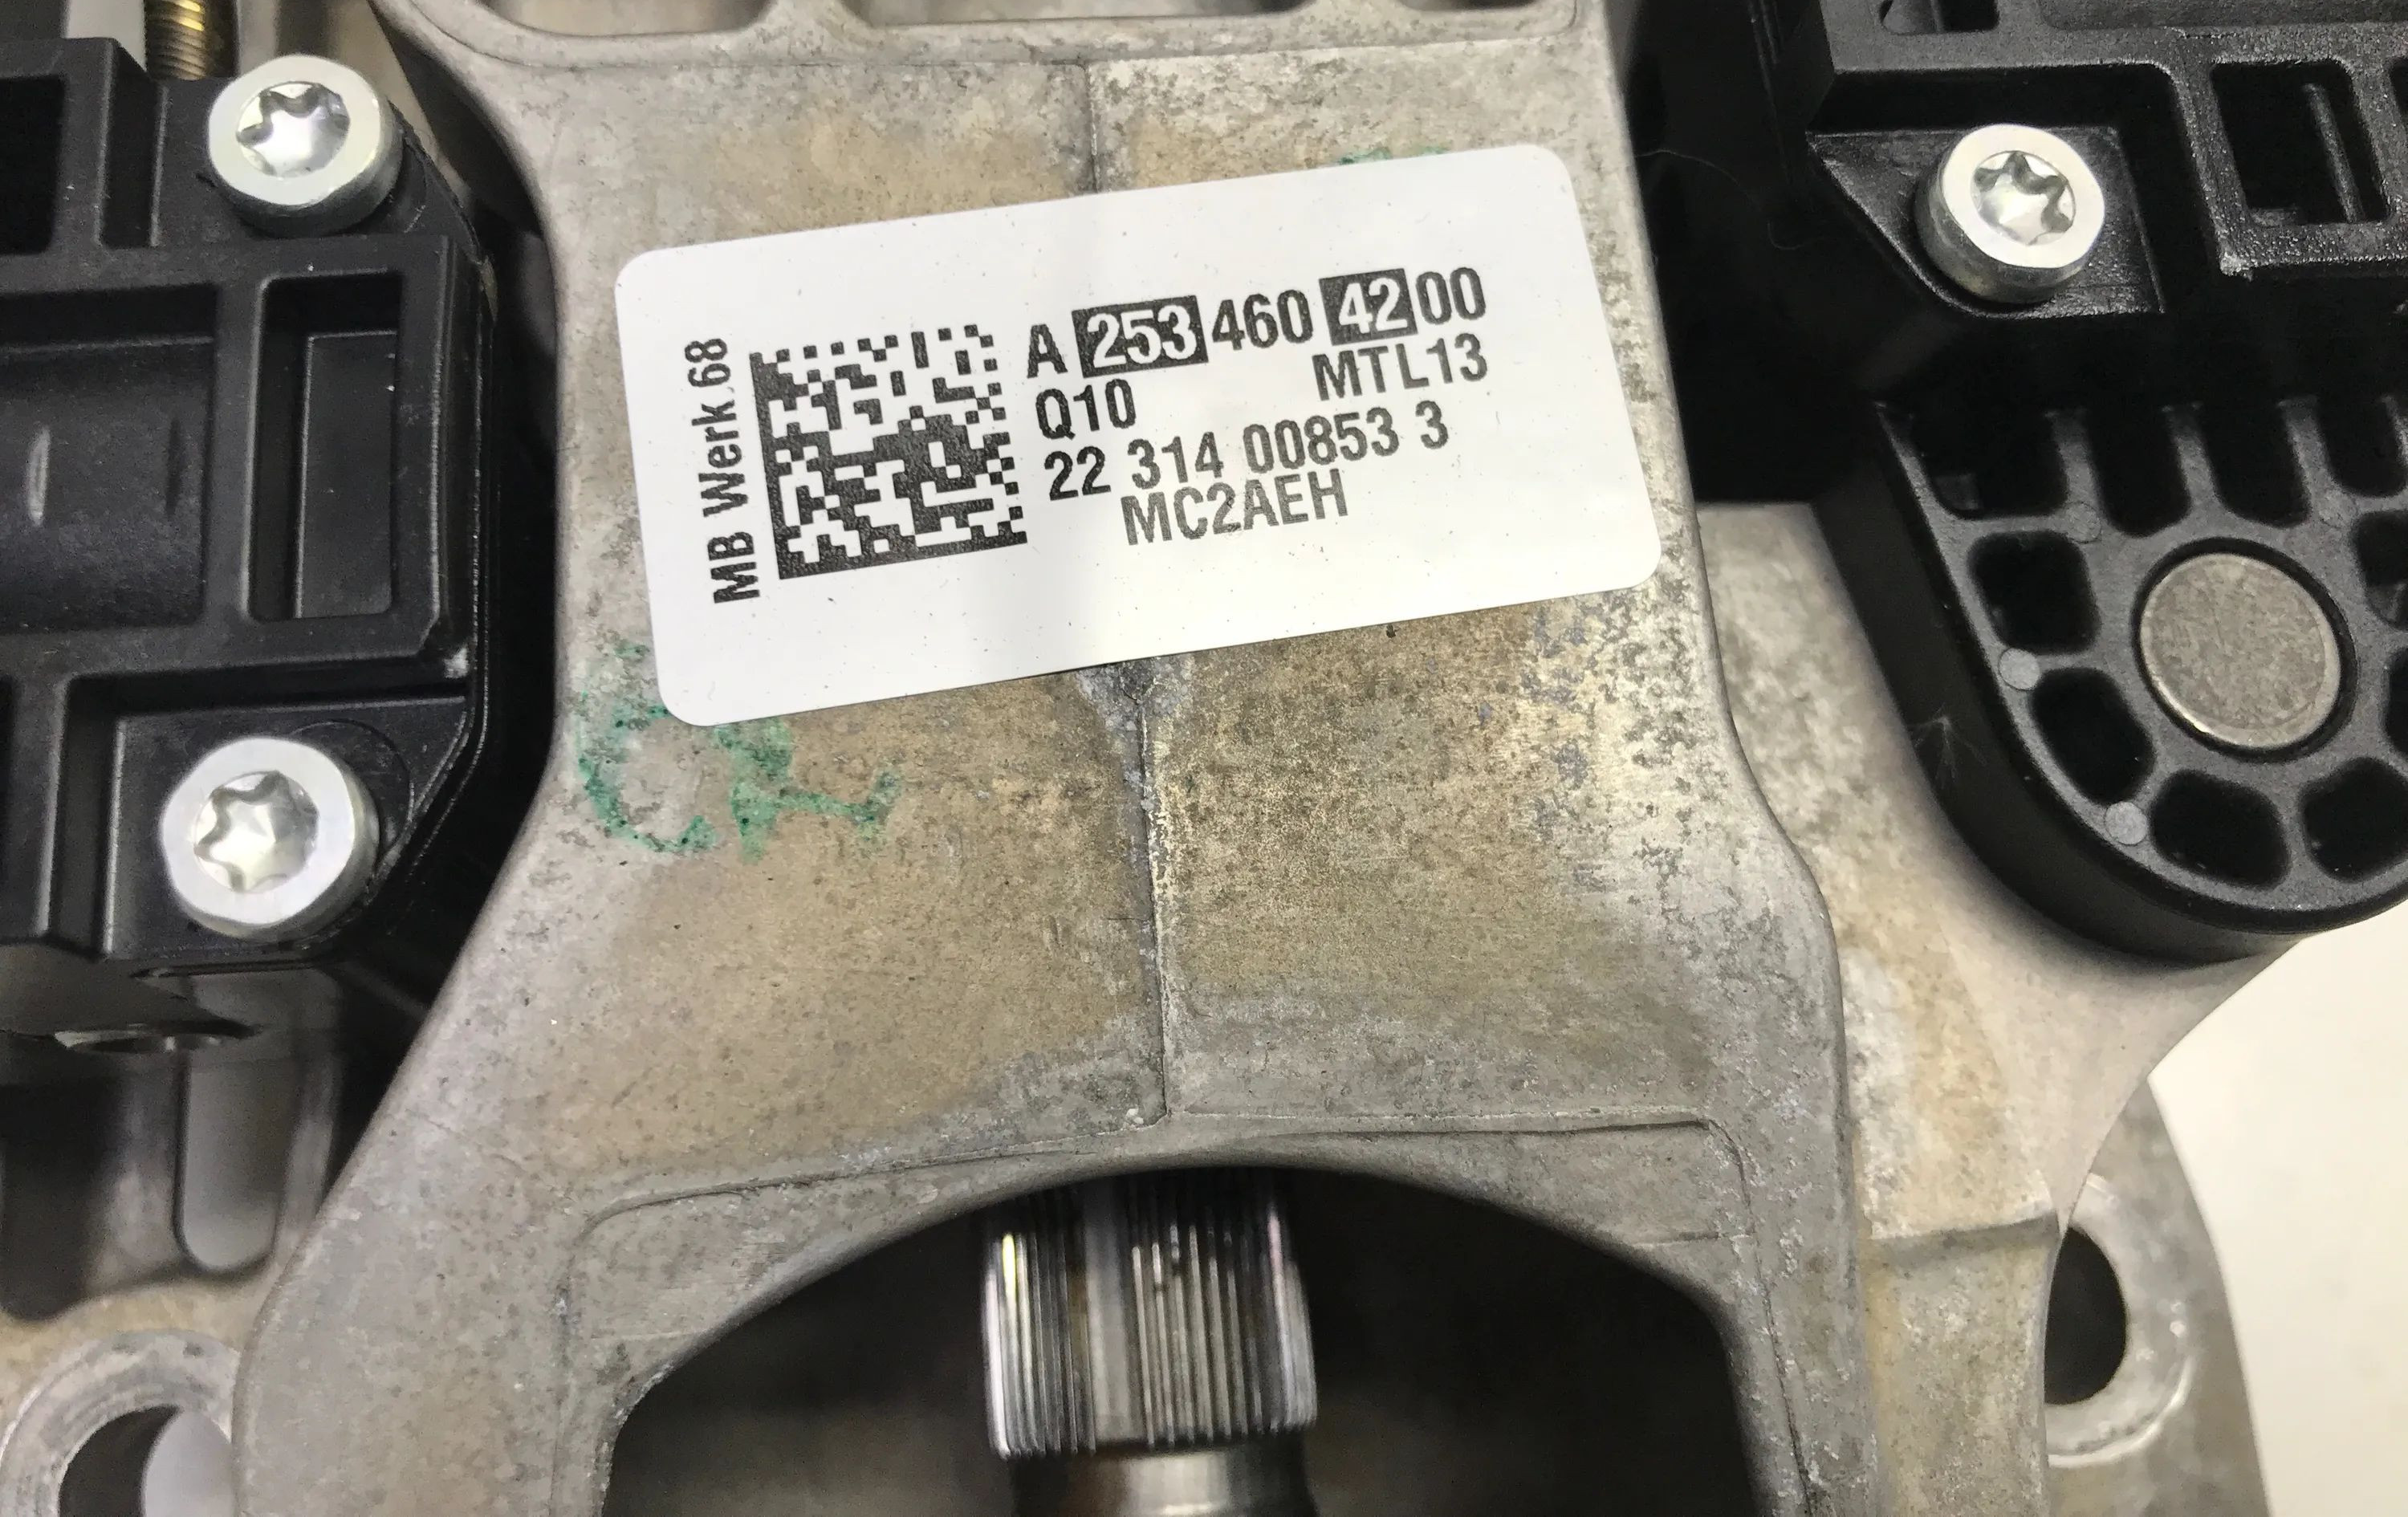 MB Werk 68
A 253 460 42 00
Q10 MTL13
22 314 00853 3
MC2AEH